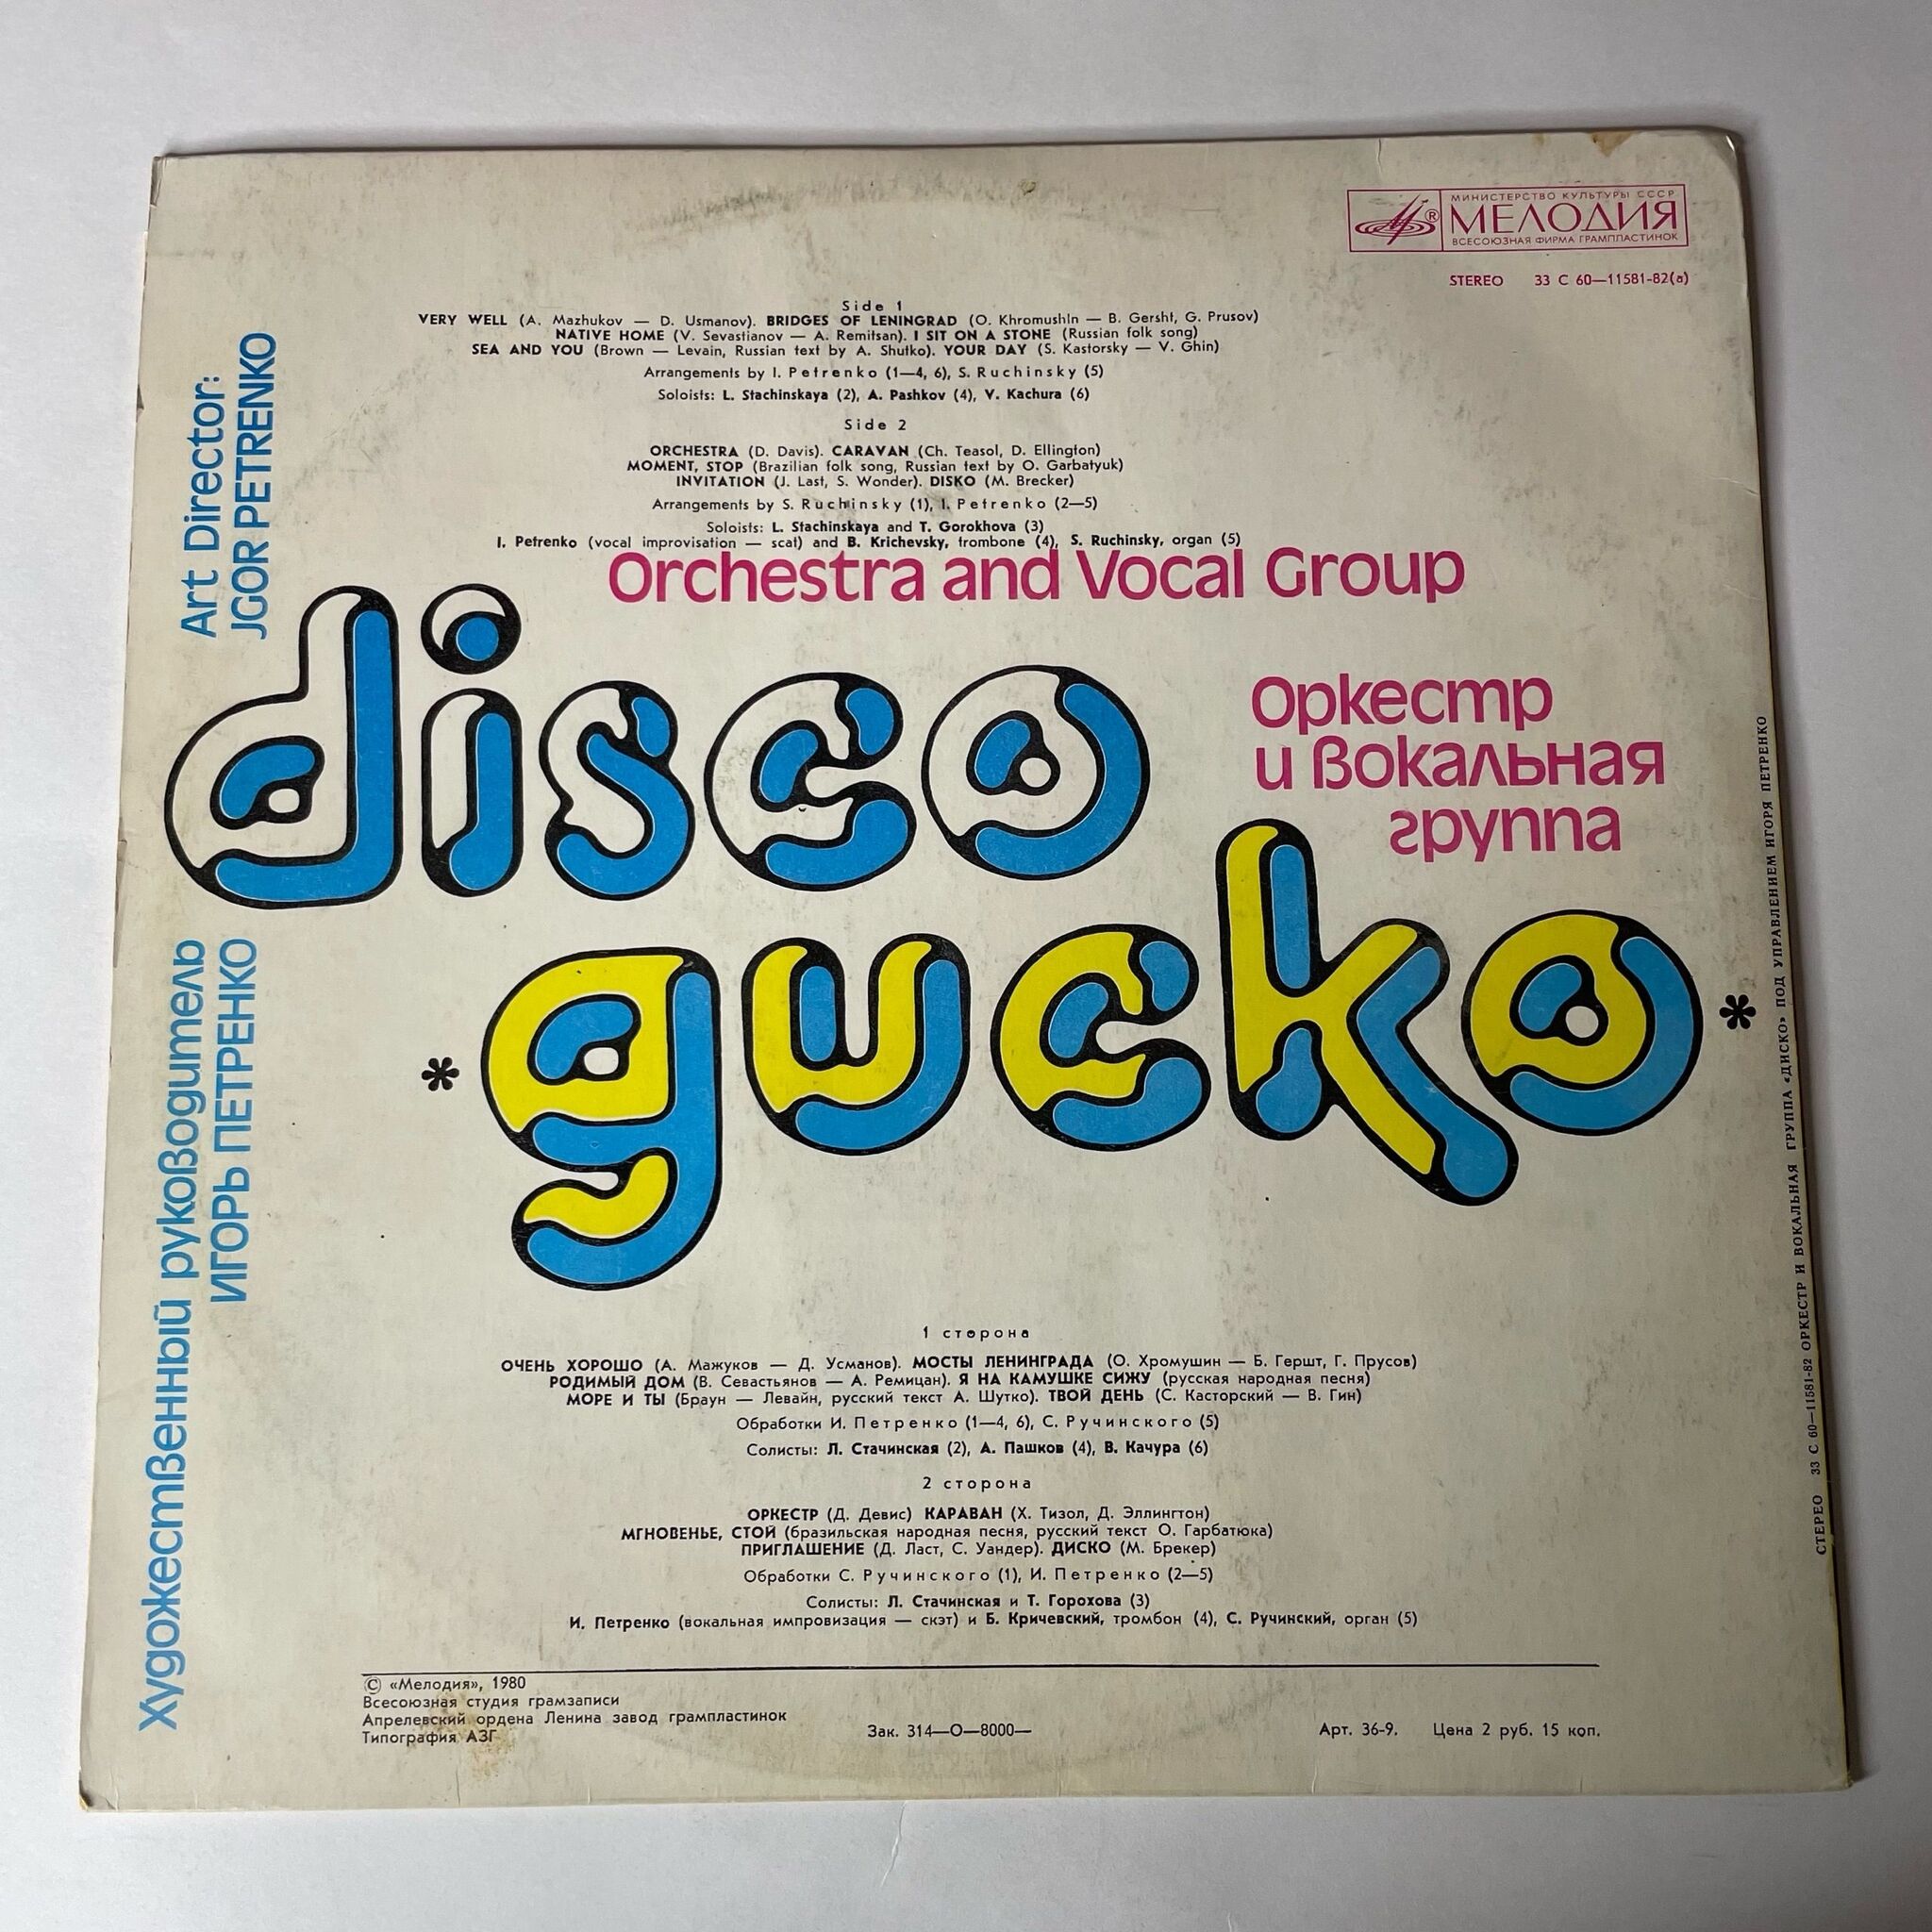 МИНИСТЕРСТВО КУЛЬТУРЫ СССР
МЕЛОДИЯ
ВСЕСОЮЗНАЯ ФИРМА ГРАМПЛАСТИНОК
STEREO 33 С 60—11581-82(а)
Side 1
VERY WELL (A. Mazhukov — D. Usmanov). BRIDGES OF LENINGRAD (O. Khromushin — B. Gersht, G. Prusov)
NATIVE HOME (V. Sevastianov — A. Remitsan). I SIT ON A STONE (Russian folk song)
SEA AND YOU (Brown — Levain, Russian text by A. Shutko). YOUR DAY (S. Kastorsky — V. Ghin)
Arrangements by I. Petrenko (1—4, 6), S. Ruchinsky (5)
Soloists: L. Stachinskaya (2), A. Pashkov (4), V. Kachura (6)
Side 2
ORCHESTRA (D. Davis). CARAVAN (Ch. Teasol, D. Ellington)
MOMENT, STOP (Brazilian folk song, Russian text by O. Garbatyuk)
INVITATION (J. Last, S. Wonder). DISKO (M. Brecker)
Arrangements by S. Ruchinsky (1), I. Petrenko (2—5)
Soloists: L. Stachinskaya and T. Gorokhova (3)
I. Petrenko (vocal improvisation — scat) and B. Krichevsky, trombone (4), S. Ruchinsky, organ (5)
Art Director:
JGOR PETRENKO
Orchestra and Vocal Group
disco
Оркестр
и вокальная
группа
* диско *
Художественный руководитель
ИГОРЬ ПЕТРЕНКО
1 сторона
ОЧЕНЬ ХОРОШО (А. Мажуков — Д. Усманов). МОСТЫ ЛЕНИНГРАДА (О. Хромушин — Б. Гершт, Г. Прусов)
РОДИМЫЙ ДОМ (В. Севастьянов — А. Ремицан). Я НА КАМУШКЕ СИЖУ (русская народная песня)
МОРЕ И ТЫ (Браун — Левайн, русский текст А. Шутко). ТВОЙ ДЕНЬ (С. Касторский — В. Гин)
Обработки И. Петренко (1—4, 6), С. Ручинского (5)
Солисты: Л. Стачинская (2), А. Пашков (4), В. Качура (6)
2 сторона
ОРКЕСТР (Д. Девис) КАРАВАН (Х. Тизол, Д. Эллингтон)
МГНОВЕНЬЕ, СТОЙ (бразильская народная песня, русский текст О. Гарбатюка)
ПРИГЛАШЕНИЕ (Д. Ласт, С. Уандер). ДИСКО (М. Брекер)
Обработки С. Ручинского (1), И. Петренко (2—5)
Солисты: Л. Стачинская и Т. Горохова (3)
И. Петренко (вокальная импровизация — скэт) и Б. Кричевский, тромбон (4), С. Ручинский, орган (5)
© «Мелодия», 1980
Всесоюзная студия грамзаписи
Апрелевский ордена Ленина завод грампластинок
Типография АЗГ
Зак. 314—О—8000—
Арт. 36-9. Цена 2 руб. 15 коп.
СТЕРЕО 33 С 60—11581-82 ОРКЕСТР И ВОКАЛЬНАЯ ГРУППА «ДИСКО» ПОД УПРАВЛЕНИЕМ ИГОРЯ ПЕТРЕНКО